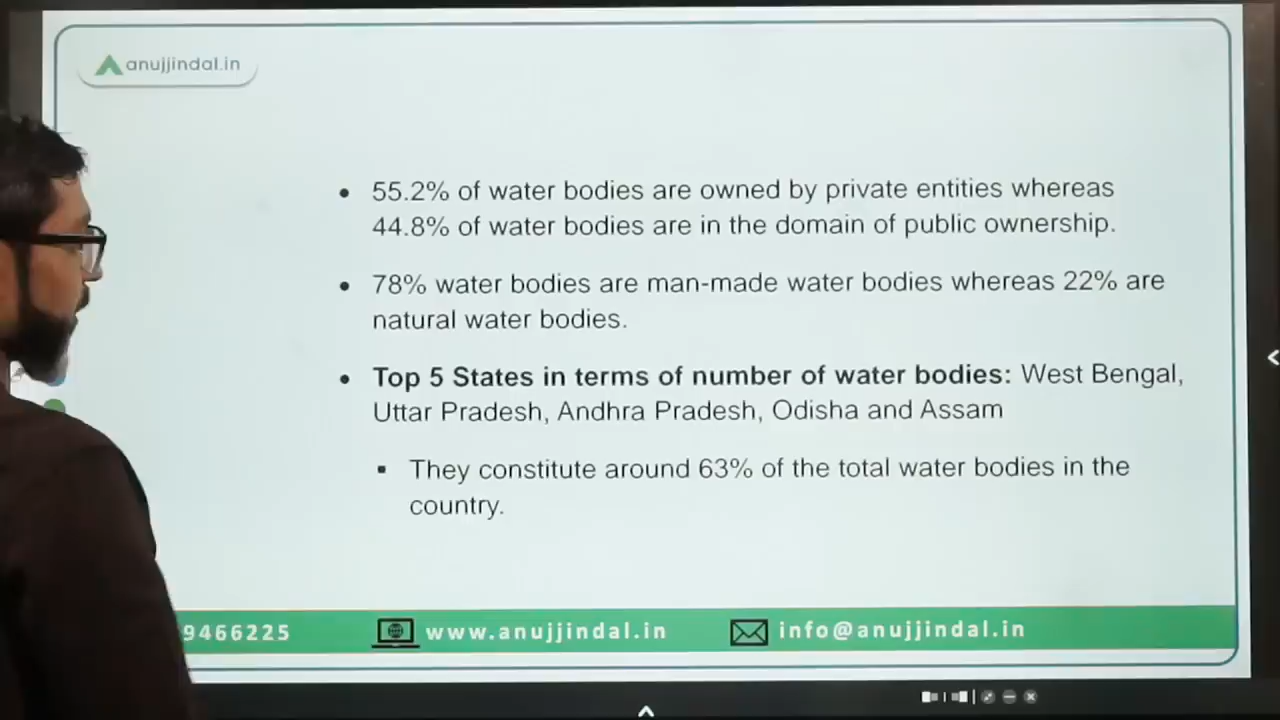 anujjindal.in
• 55.2% of water bodies are owned by private entities whereas
44.8% of water bodies are in the domain of public ownership.
• 78% water bodies are man-made water bodies whereas 22% are
natural water bodies.
• Top 5 States in terms of number of water bodies: West Bengal,
Uttar Pradesh, Andhra Pradesh, Odisha and Assam
▪ They constitute around 63% of the total water bodies in the
country.
9466225 www.anujjindal.in info@anujjindal.in